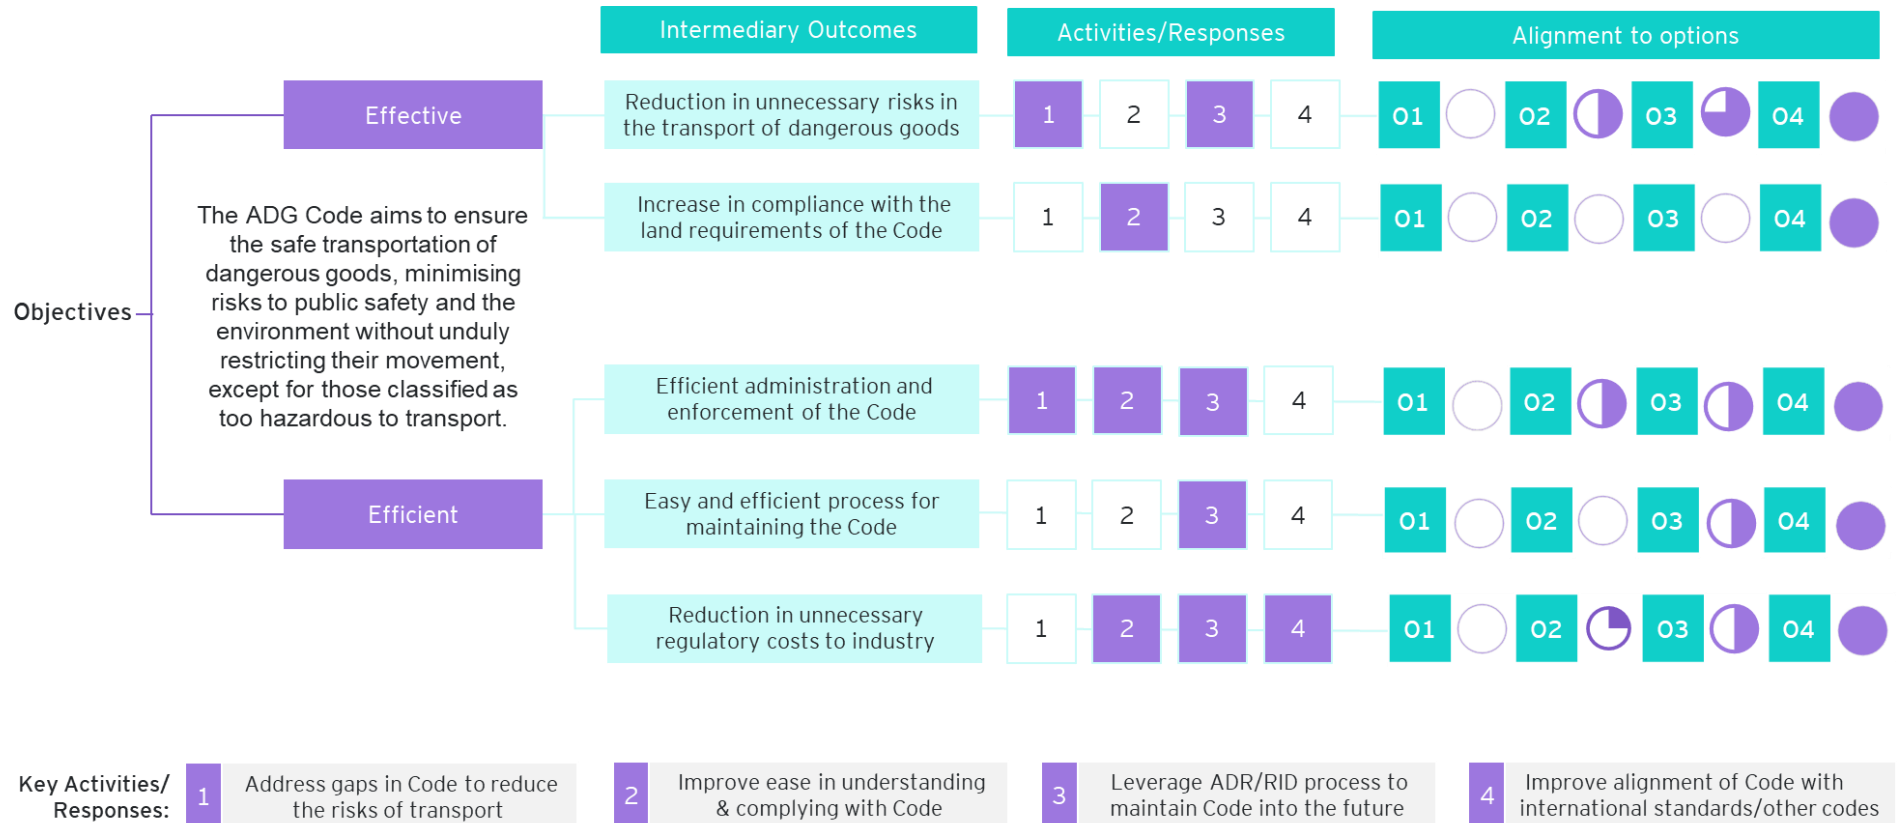 Intermediary Outcomes
Activities/Responses
Alignment to options
Effective
Reduction in unnecessary risks in
the transport of dangerous goods
1 2 3 4
01 02 03 04
Increase in compliance with the
land requirements of the Code
1 2 3 4
01 02 03 04
The ADG Code aims to ensure
the safe transportation of
dangerous goods, minimising
risks to public safety and the
environment without unduly
restricting their movement,
except for those classified as
too hazardous to transport.
Objectives
Efficient administration and
enforcement of the Code
1 2 3 4
01 02 03 04
Efficient
Easy and efficient process for
maintaining the Code
1 2 3 4
01 02 03 04
Reduction in unnecessary
regulatory costs to industry
1 2 3 4
01 02 03 04
Key Activities/
Responses:
1
Address gaps in Code to reduce
the risks of transport
2
Improve ease in understanding
& complying with Code
3
Leverage ADR/RID process to
maintain Code into the future
4
Improve alignment of Code with
international standards/other codes